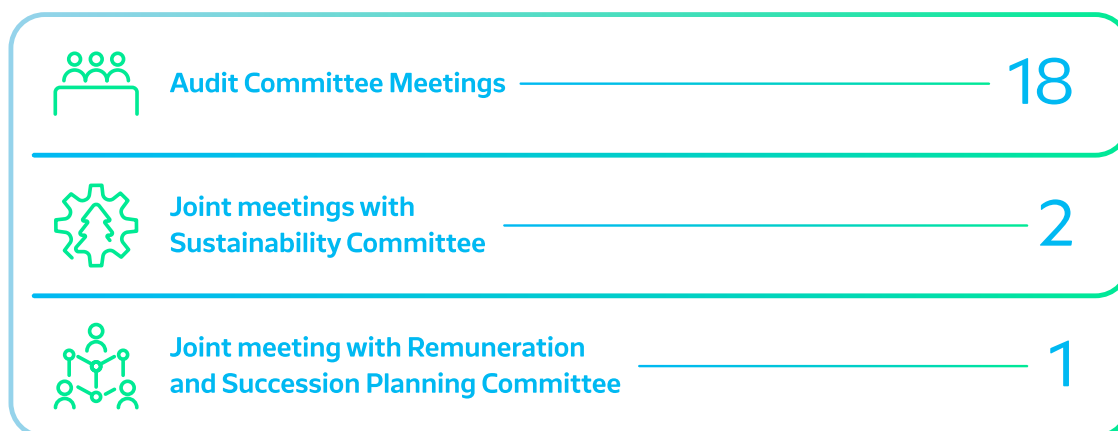 Audit Committee Meetings 18
Joint meetings with
Sustainability Committee 2
Joint meeting with Remuneration
and Succession Planning Committee 1